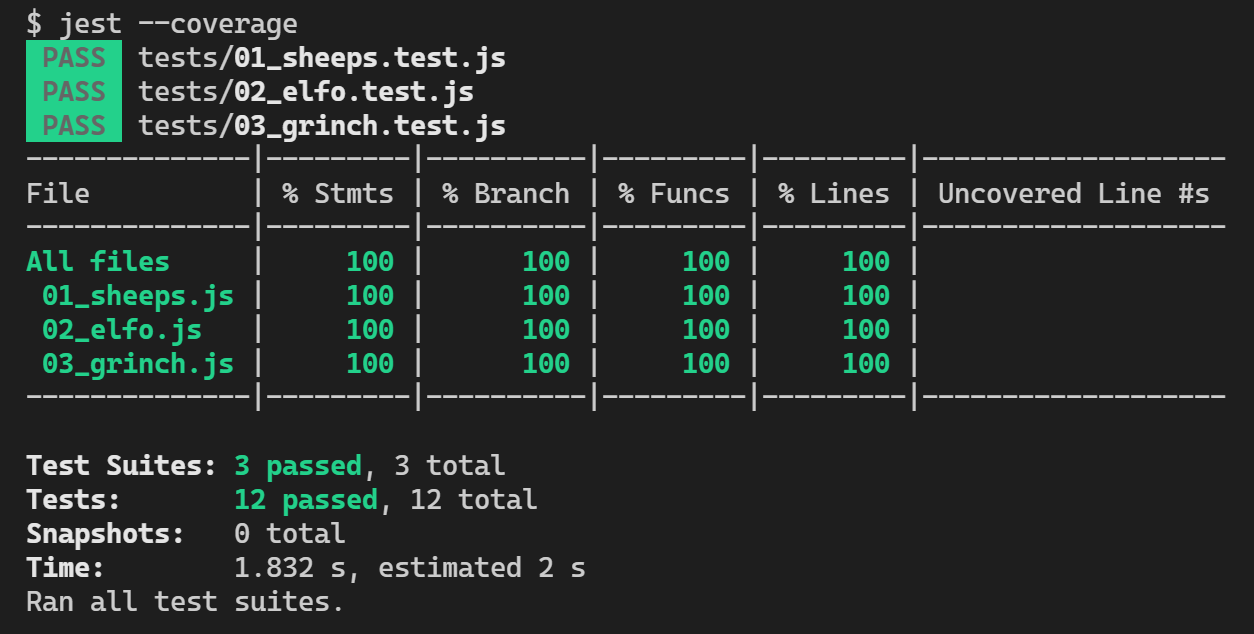 $ jest --coverage
PASS tests/01_sheeps.test.js
PASS tests/02_elfo.test.js
PASS tests/03_grinch.test.js
--------------|---------|----------|---------|---------|-------------------
File          | % Stmts | % Branch | % Funcs | % Lines | Uncovered Line #s
--------------|---------|----------|---------|---------|-------------------
All files     |     100 |      100 |     100 |     100 |
 01_sheeps.js |     100 |      100 |     100 |     100 |
 02_elfo.js   |     100 |      100 |     100 |     100 |
 03_grinch.js |     100 |      100 |     100 |     100 |
--------------|---------|----------|---------|---------|-------------------
Test Suites: 3 passed, 3 total
Tests:       12 passed, 12 total
Snapshots:   0 total
Time:        1.832 s, estimated 2 s
Ran all test suites.